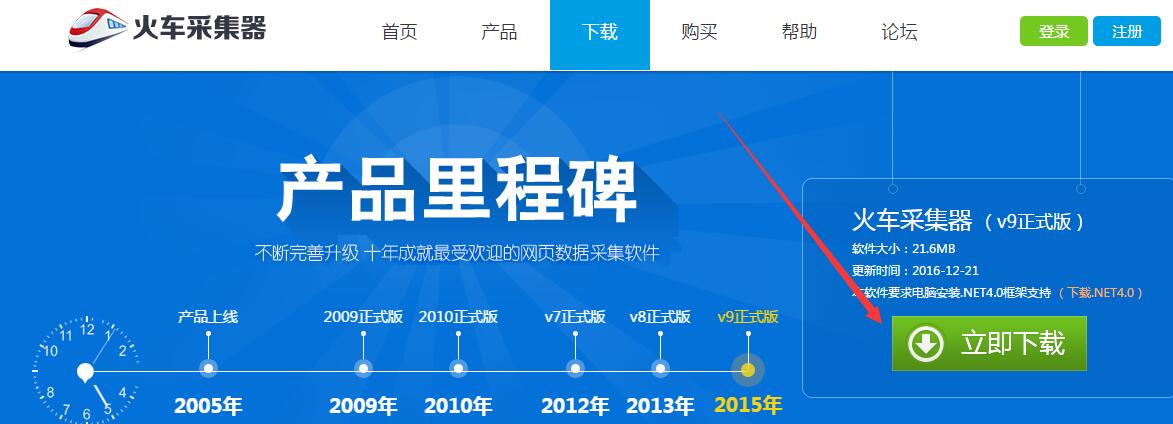 火车采集器
首页 产品 下载 购买 帮助 论坛 登录 注册
产品里程碑
不断完善升级 十年成就最受欢迎的网页数据采集软件
火车采集器（v9正式版）
软件大小：21.6MB
更新时间：2016-12-21
本软件要求电脑安装.NET4.0框架支持（下载.NET4.0）
立即下载
产品上线 2009正式版 2010正式版 v7正式版 v8正式版 v9正式版
2005年 2009年 2010年 2012年 2013年 2015年
12
11 1
10 2
8 4
7 5
6